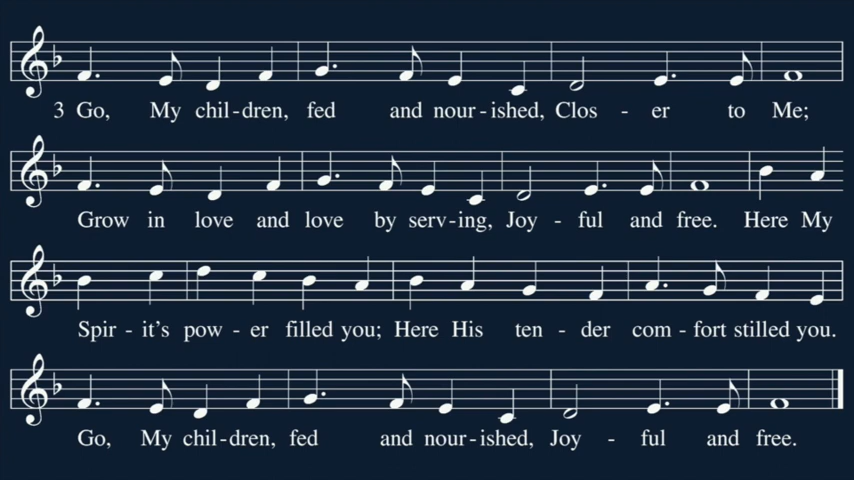 3 Go, My chil-dren, fed and nour-ished, Clos - er to Me;
Grow in love and love by serv-ing, Joy - ful and free. Here My
Spir - it's pow - er filled you; Here His ten - der com - fort stilled you.
Go, My chil-dren, fed and nour-ished, Joy - ful and free.